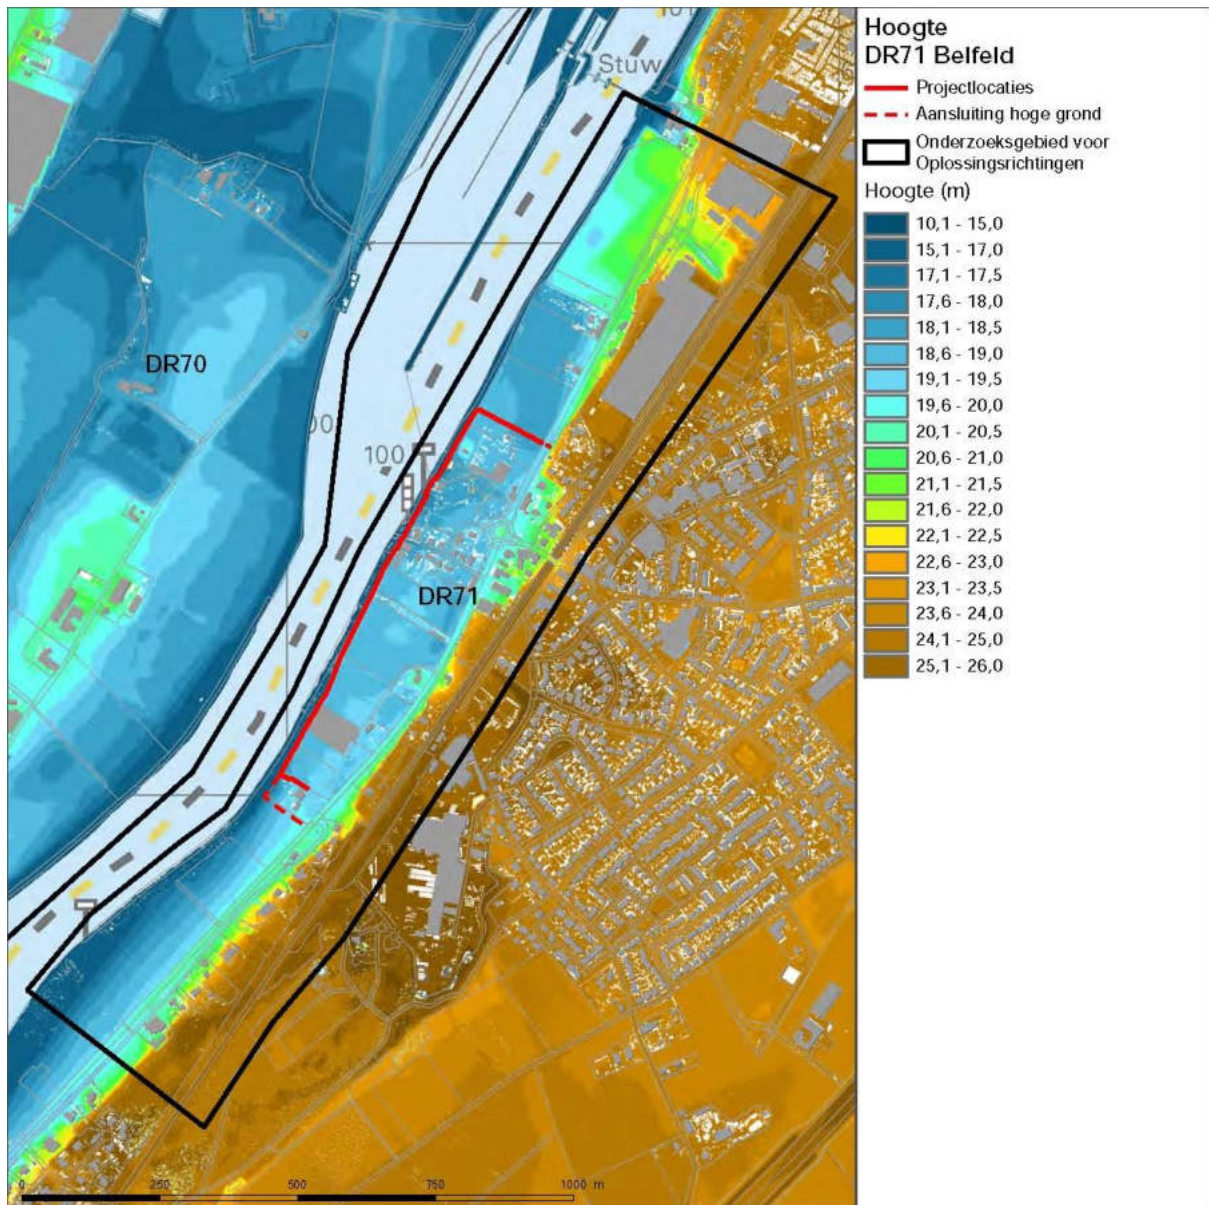 Hoogte
DR71 Belfeld
Projectlocaties
Aansluiting hoge grond
Onderzoeksgebied voor
Oplossingsrichtingen
Hoogte (m)
10,1 - 15,0
15,1 - 17,0
17,1 - 17,5
17,6 - 18,0
18,1 - 18,5
18,6 - 19,0
19,1 - 19,5
19,6 - 20,0
20,1 - 20,5
20,6 - 21,0
21,1 - 21,5
21,6 - 22,0
22,1 - 22,5
22,6 - 23,0
23,1 - 23,5
23,6 - 24,0
24,1 - 25,0
25,1 - 26,0
101
Stuw
DR70
00
100
DR71
0 250 500 750 1000 m